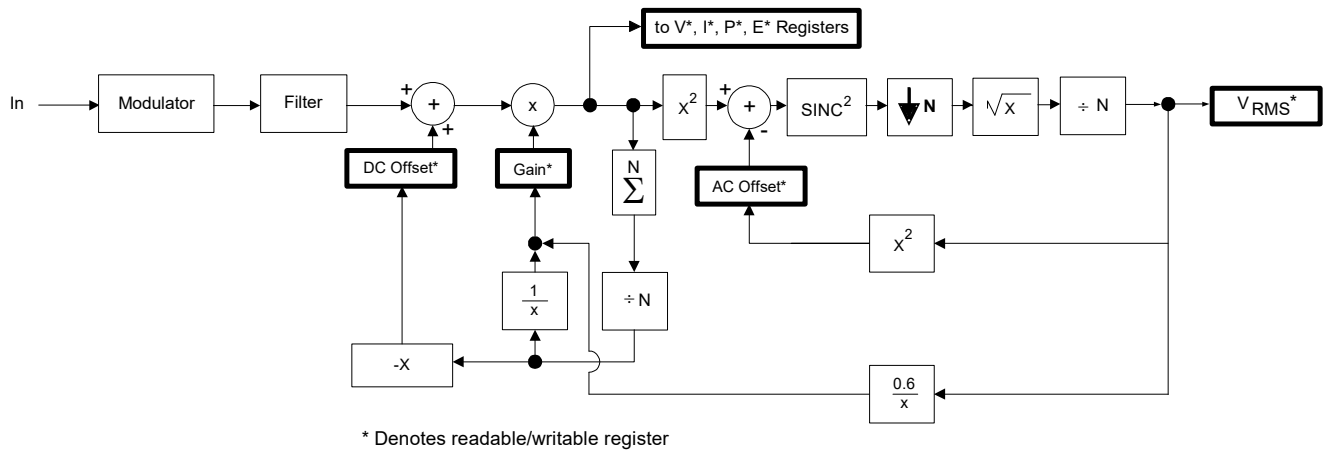 to V*, I*, P*, E* Registers
In
Modulator
Filter
+
+
+
x
X²
+
+
-
SINC²
N
√X
÷ N
V RMS*
DC Offset*
Gain*
N
Σ
AC Offset*
X²
1
x
÷ N
-X
0.6
x
* Denotes readable/writable register